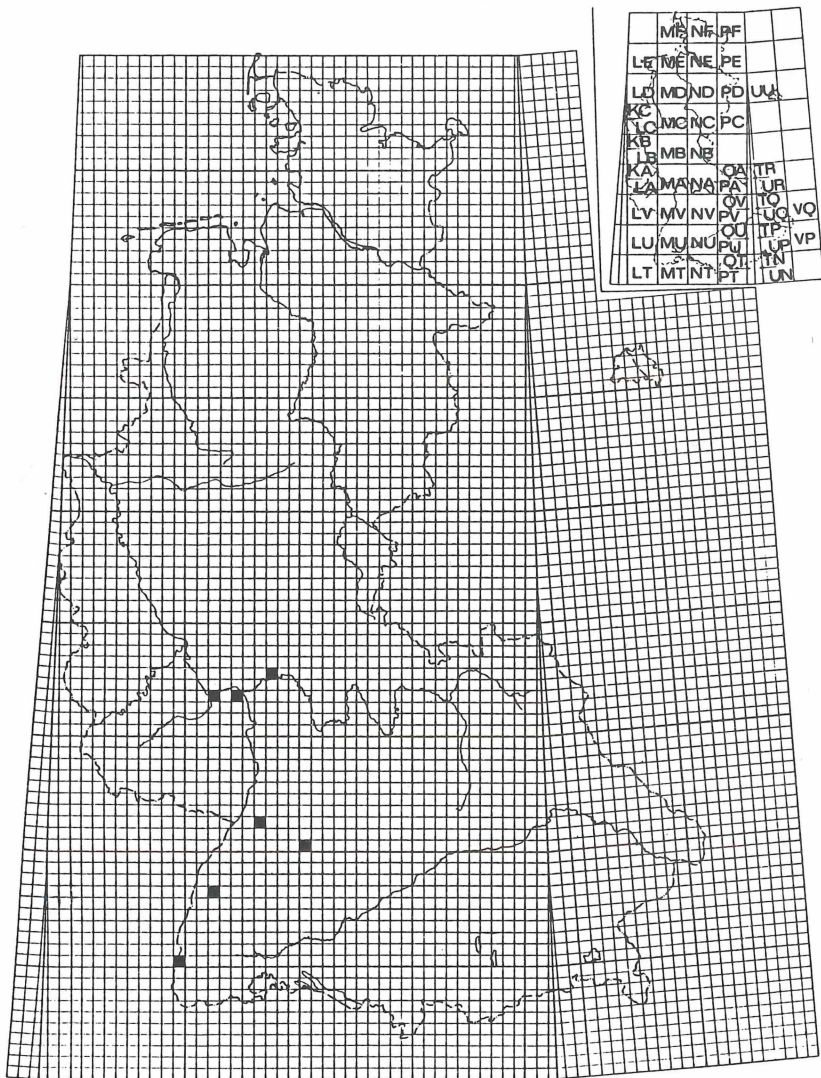 MF NF PF
LE ME NE PE
LD MD ND PD UU
KC
LC MC NC PC
KB
LB MB NB
KA QA TR
LA MA NA PA UR
QV TQ
LV MV NV PV UQ VQ
QU TP
LU MU NU PU UP VP
QT TN
LT MT NT PT UN